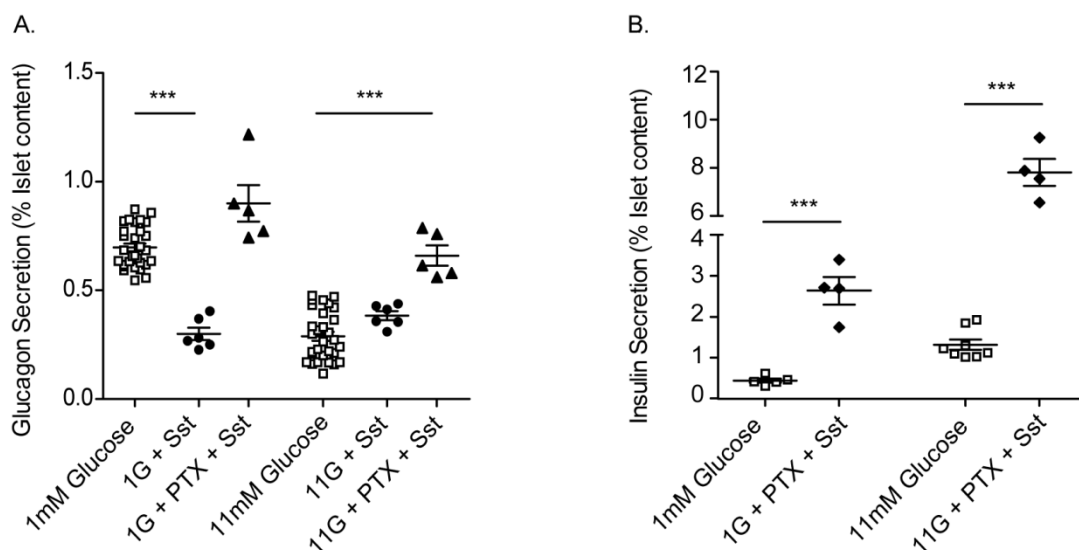 A.
Glucagon Secretion (% Islet content)
1.5
1.0
0.5
0.0
***
***
1mM Glucose
1G + Sst
1G + PTX + Sst
11mM Glucose
11G + Sst
11G + PTX + Sst
B.
Insulin Secretion (% Islet content)
12
10
8
6
4
3
2
1
0
***
***
1mM Glucose
1G + PTX + Sst
11mM Glucose
11G + PTX + Sst